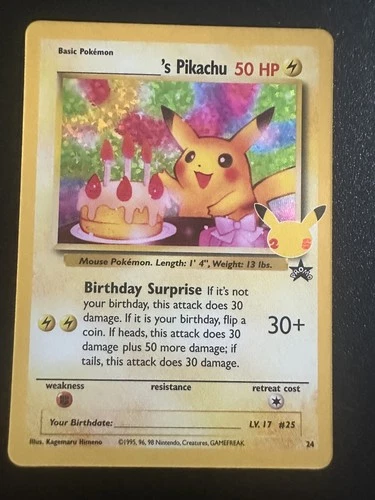 Basic Pokémon
____________'s Pikachu 50 HP
Mouse Pokémon. Length: 1' 4", Weight: 13 lbs.
25
PROMO
Birthday Surprise If it's not
your birthday, this attack does 30
damage. If it is your birthday, flip a
coin. If heads, this attack does 30
damage plus 50 more damage; if
tails, this attack does 30 damage.
30+
weakness resistance retreat cost
Your Birthdate:____________________ LV. 17 #25
Illus. Kagemaru Himeno ©1995, 96, 98 Nintendo, Creatures, GAMEFREAK. 24